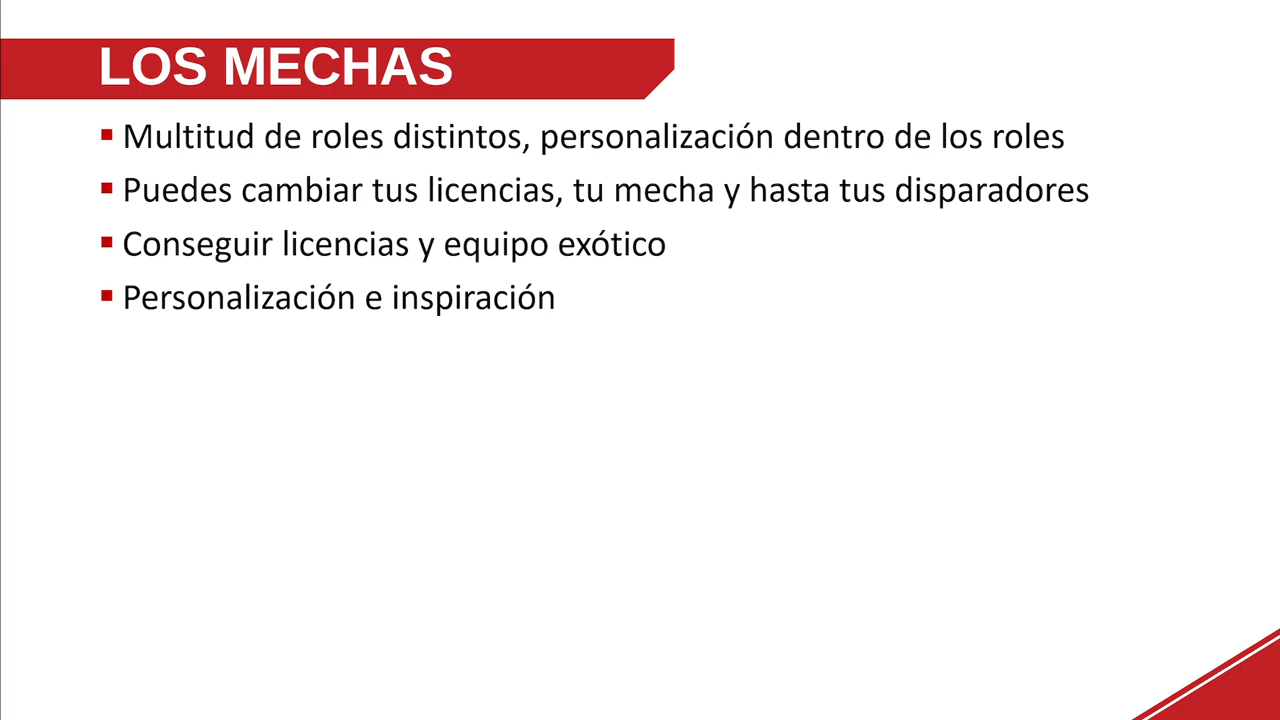 LOS MECHAS
Multitud de roles distintos, personalización dentro de los roles
Puedes cambiar tus licencias, tu mecha y hasta tus disparadores
Conseguir licencias y equipo exótico
Personalización e inspiración